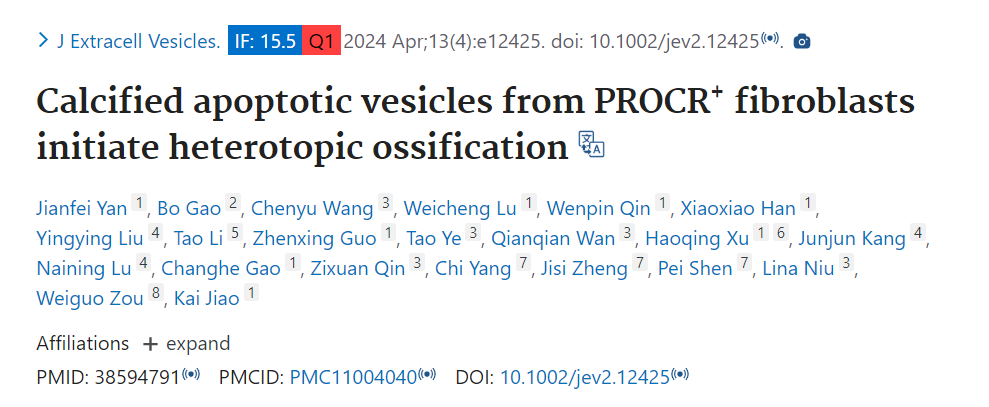 J Extracell Vesicles. IF: 15.5 Q1 2024 Apr;13(4):e12425. doi: 10.1002/jev2.12425.
Calcified apoptotic vesicles from PROCR⁺ fibroblasts
initiate heterotopic ossification
Jianfei Yan 1, Bo Gao 2, Chenyu Wang 3, Weicheng Lu 1, Wenpin Qin 1, Xiaoxiao Han 1,
Yingying Liu 4, Tao Li 5, Zhenxing Guo 1, Tao Ye 3, Qianqian Wan 3, Haoqing Xu 1 6, Junjun Kang 4,
Naining Lu 4, Changhe Gao 1, Zixuan Qin 3, Chi Yang 7, Jisi Zheng 7, Pei Shen 7, Lina Niu 3,
Weiguo Zou 8, Kai Jiao 1
Affiliations + expand
PMID: 38594791 PMCID: PMC11004040 DOI: 10.1002/jev2.12425